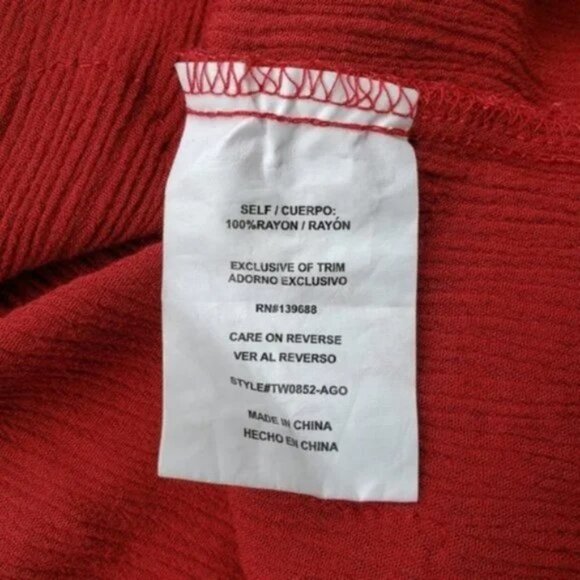 SELF / CUERPO:
100%RAYON / RAYÓN
EXCLUSIVE OF TRIM
ADORNO EXCLUSIVO
RN#139688
CARE ON REVERSE
VER AL REVERSO
STYLE#TW0852-AGO
MADE IN CHINA
HECHO EN CHINA